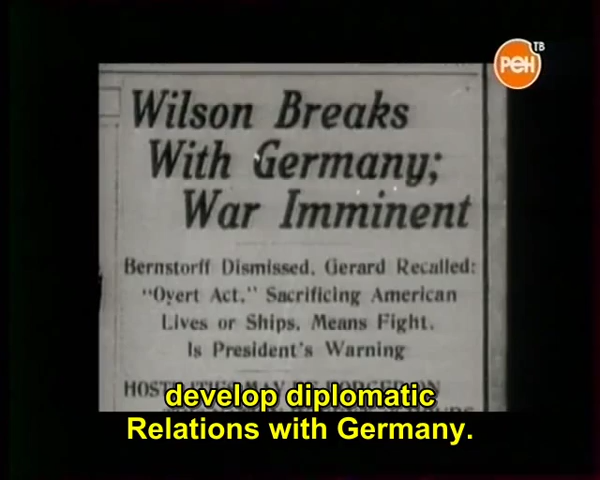 РЕН ТВ
Wilson Breaks
With Germany;
War Imminent
Bernstorff Dismissed, Gerard Recalled:
"Overt Act," Sacrificing American
Lives or Ships, Means Fight,
Is President's Warning
develop diplomatic
Relations with Germany.